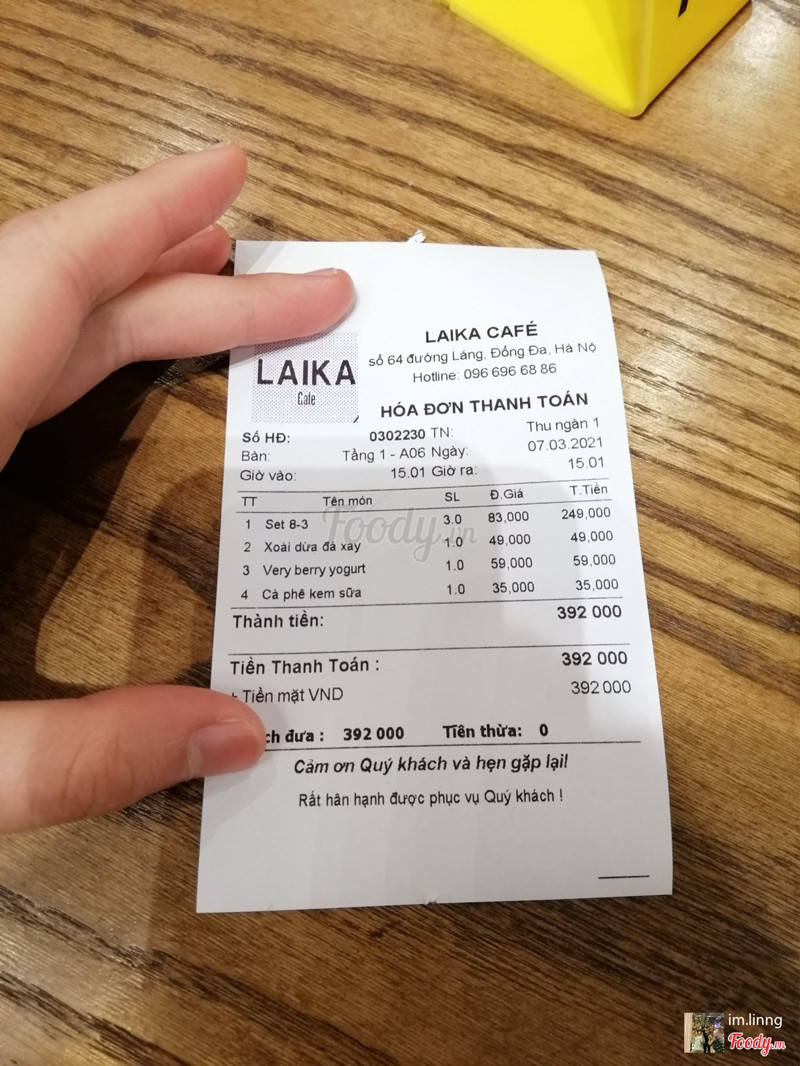 LAIKA CAFÉ
số 64 đường Láng, Đống Đa, Hà Nộ
Hotline: 096 696 68 86
LAIKA
Cafe
HÓA ĐƠN THANH TOÁN
Số HĐ: 0302230 TN: Thu ngân 1
Bàn: Tầng 1 - A06 Ngày: 07.03.2021
Giờ vào: 15.01 Giờ ra: 15.01
TT Tên món SL Đ.Giá T.Tiền
1 Set 8-3 3.0 83,000 249,000
2 Xoài dừa đá xay 1.0 49,000 49,000
3 Very berry yogurt 1.0 59,000 59,000
4 Cà phê kem sữa 1.0 35,000 35,000
Thành tiền: 392 000
Tiền Thanh Toán : 392 000
+ Tiền mặt VND 392 000
ch đưa : 392 000 Tiền thừa: 0
Cảm ơn Quý khách và hẹn gặp lại!
Rất hân hạnh được phục vụ Quý khách !
Foody.vn
im.linng
Foody.vn